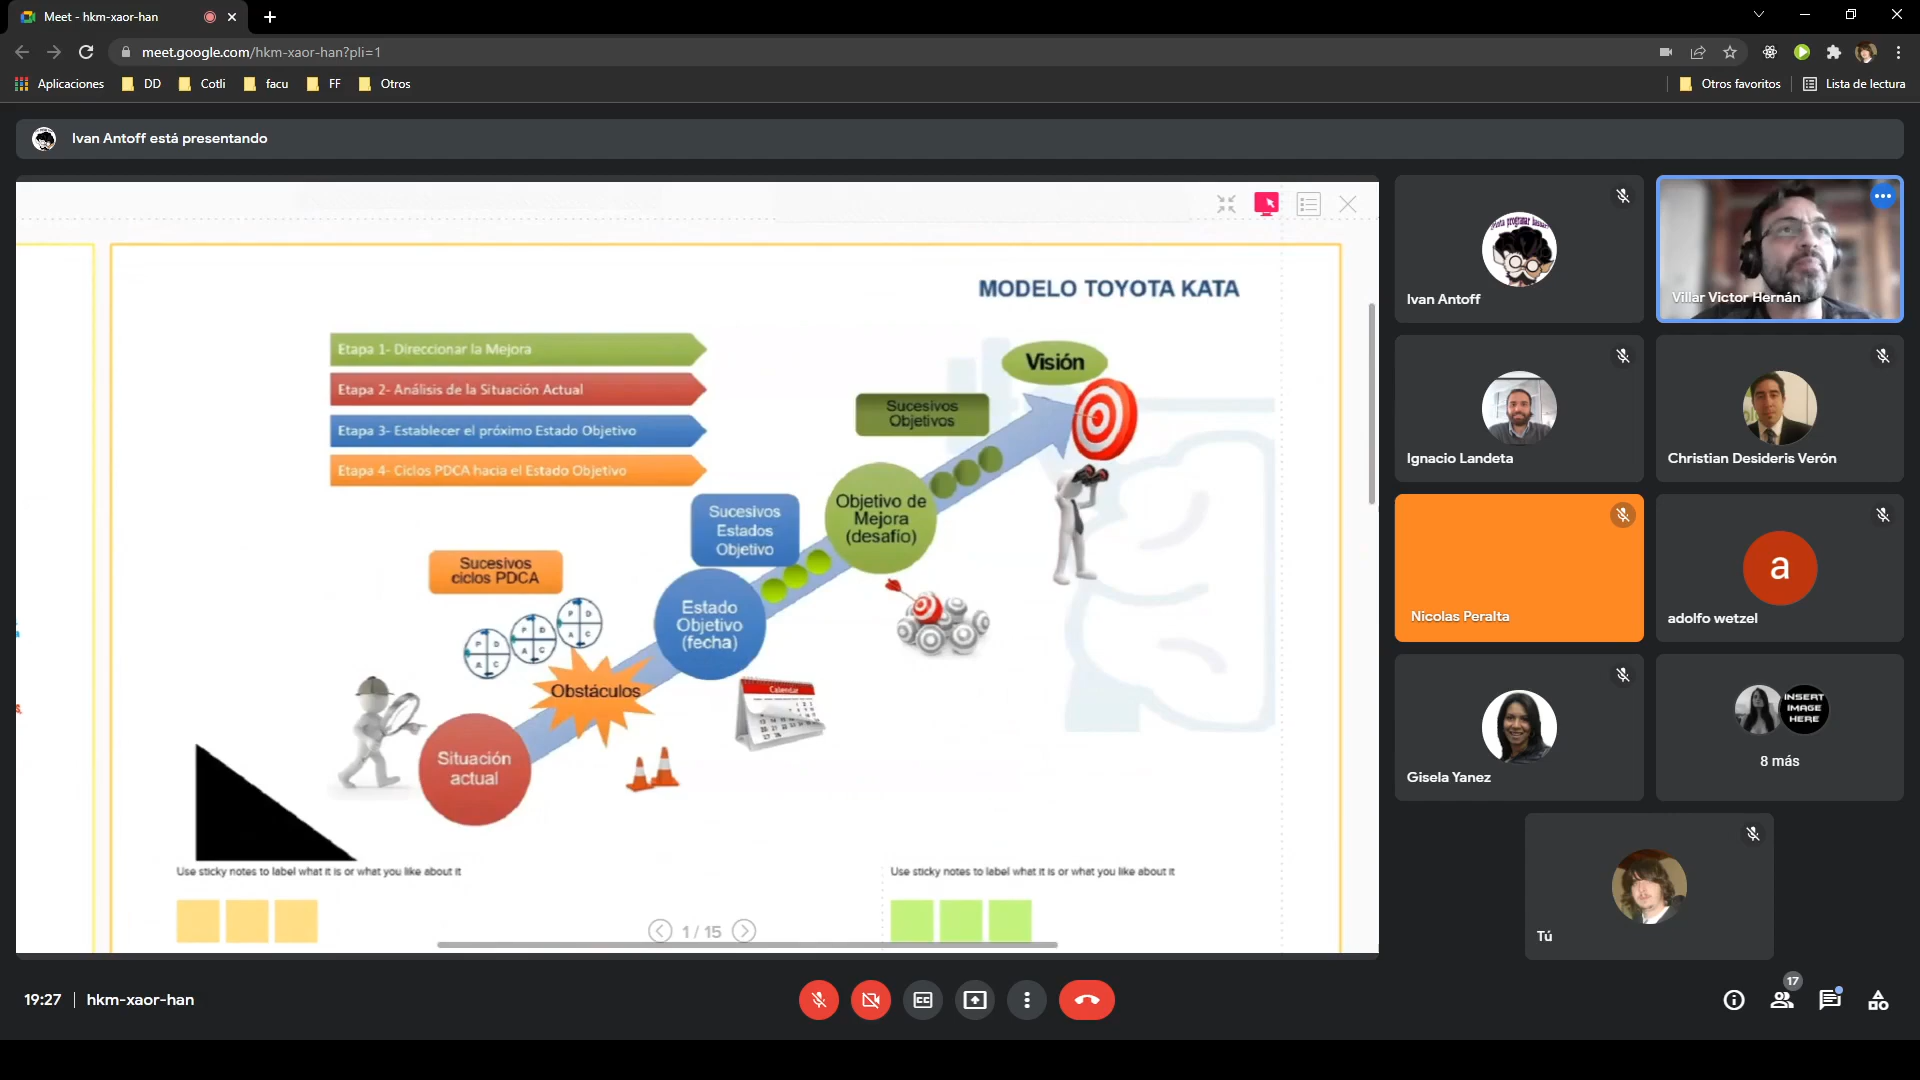 Meet - hkm-xaor-han
meet.google.com/hkm-xaor-han?pli=1
Aplicaciones
DD
Cotli
facu
FF
Otros
Otros favoritos
Lista de lectura
Ivan Antoff está presentando
MODELO TOYOTA KATA
Etapa 1- Direccionar la Mejora
Etapa 2- Análisis de la Situación Actual
Etapa 3- Establecer el próximo Estado Objetivo
Etapa 4- Ciclos PDCA hacia el Estado Objetivo
Visión
Sucesivos
Objetivos
Objetivo de
Mejora
(desafío)
Sucesivos
Estados
Objetivo
Sucesivos
ciclos PDCA
P D
A C
P D
A C
P D
A C
Estado
Objetivo
(fecha)
Obstáculos
Calendar
Situación
actual
Use sticky notes to label what it is or what you like about it
Use sticky notes to label what it is or what you like about it
1 / 15
Ivan Antoff
Villar Victor Hernán
Ignacio Landeta
Christian Desideris Verón
Nicolas Peralta
a
adolfo wetzel
Gisela Yanez
INSERT
IMAGE
HERE
8 más
Tú
19:27
hkm-xaor-han
CC
17